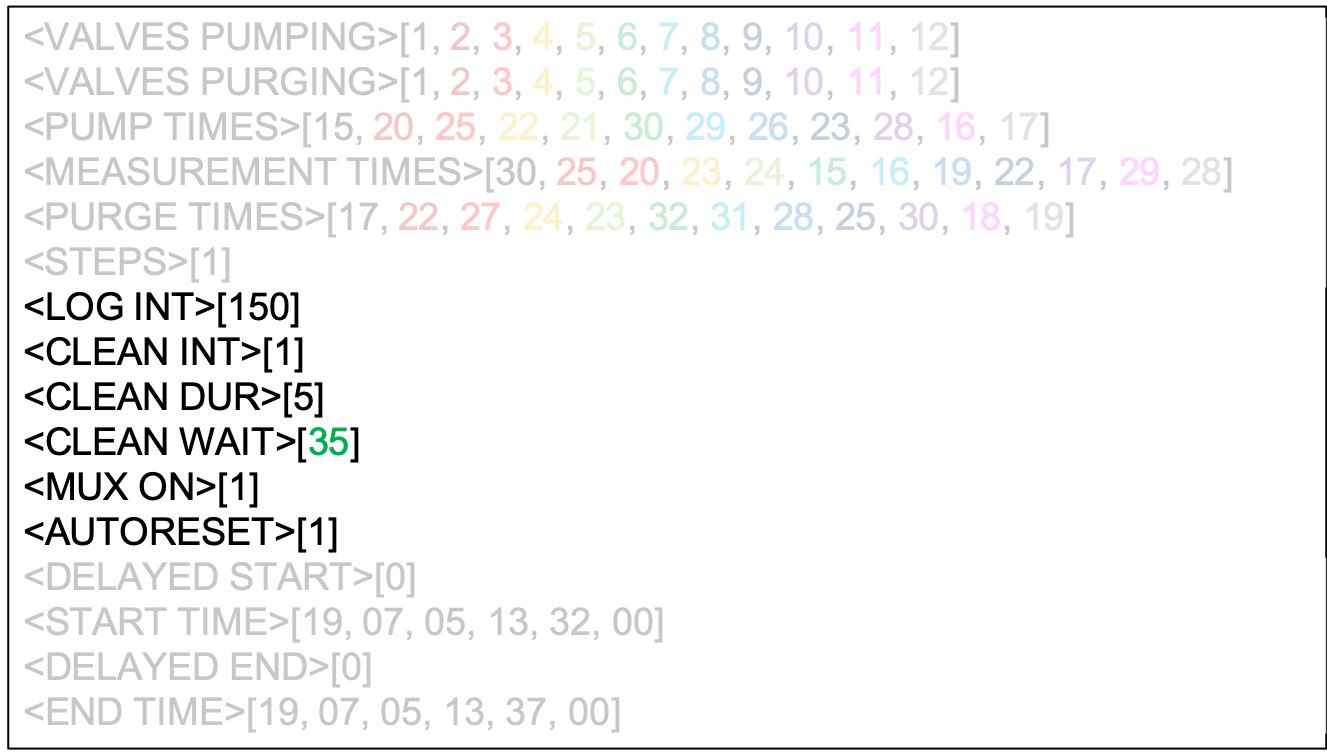 <VALVES PUMPING>[1, 2, 3, 4, 5, 6, 7, 8, 9, 10, 11, 12]
<VALVES PURGING>[1, 2, 3, 4, 5, 6, 7, 8, 9, 10, 11, 12]
<PUMP TIMES>[15, 20, 25, 22, 21, 30, 29, 26, 23, 28, 16, 17]
<MEASUREMENT TIMES>[30, 25, 20, 23, 24, 15, 16, 19, 22, 17, 29, 28]
<PURGE TIMES>[17, 22, 27, 24, 23, 32, 31, 28, 25, 30, 18, 19]
<STEPS>[1]
<LOG INT>[150]
<CLEAN INT>[1]
<CLEAN DUR>[5]
<CLEAN WAIT>[35]
<MUX ON>[1]
<AUTORESET>[1]
<DELAYED START>[0]
<START TIME>[19, 07, 05, 13, 32, 00]
<DELAYED END>[0]
<END TIME>[19, 07, 05, 13, 37, 00]